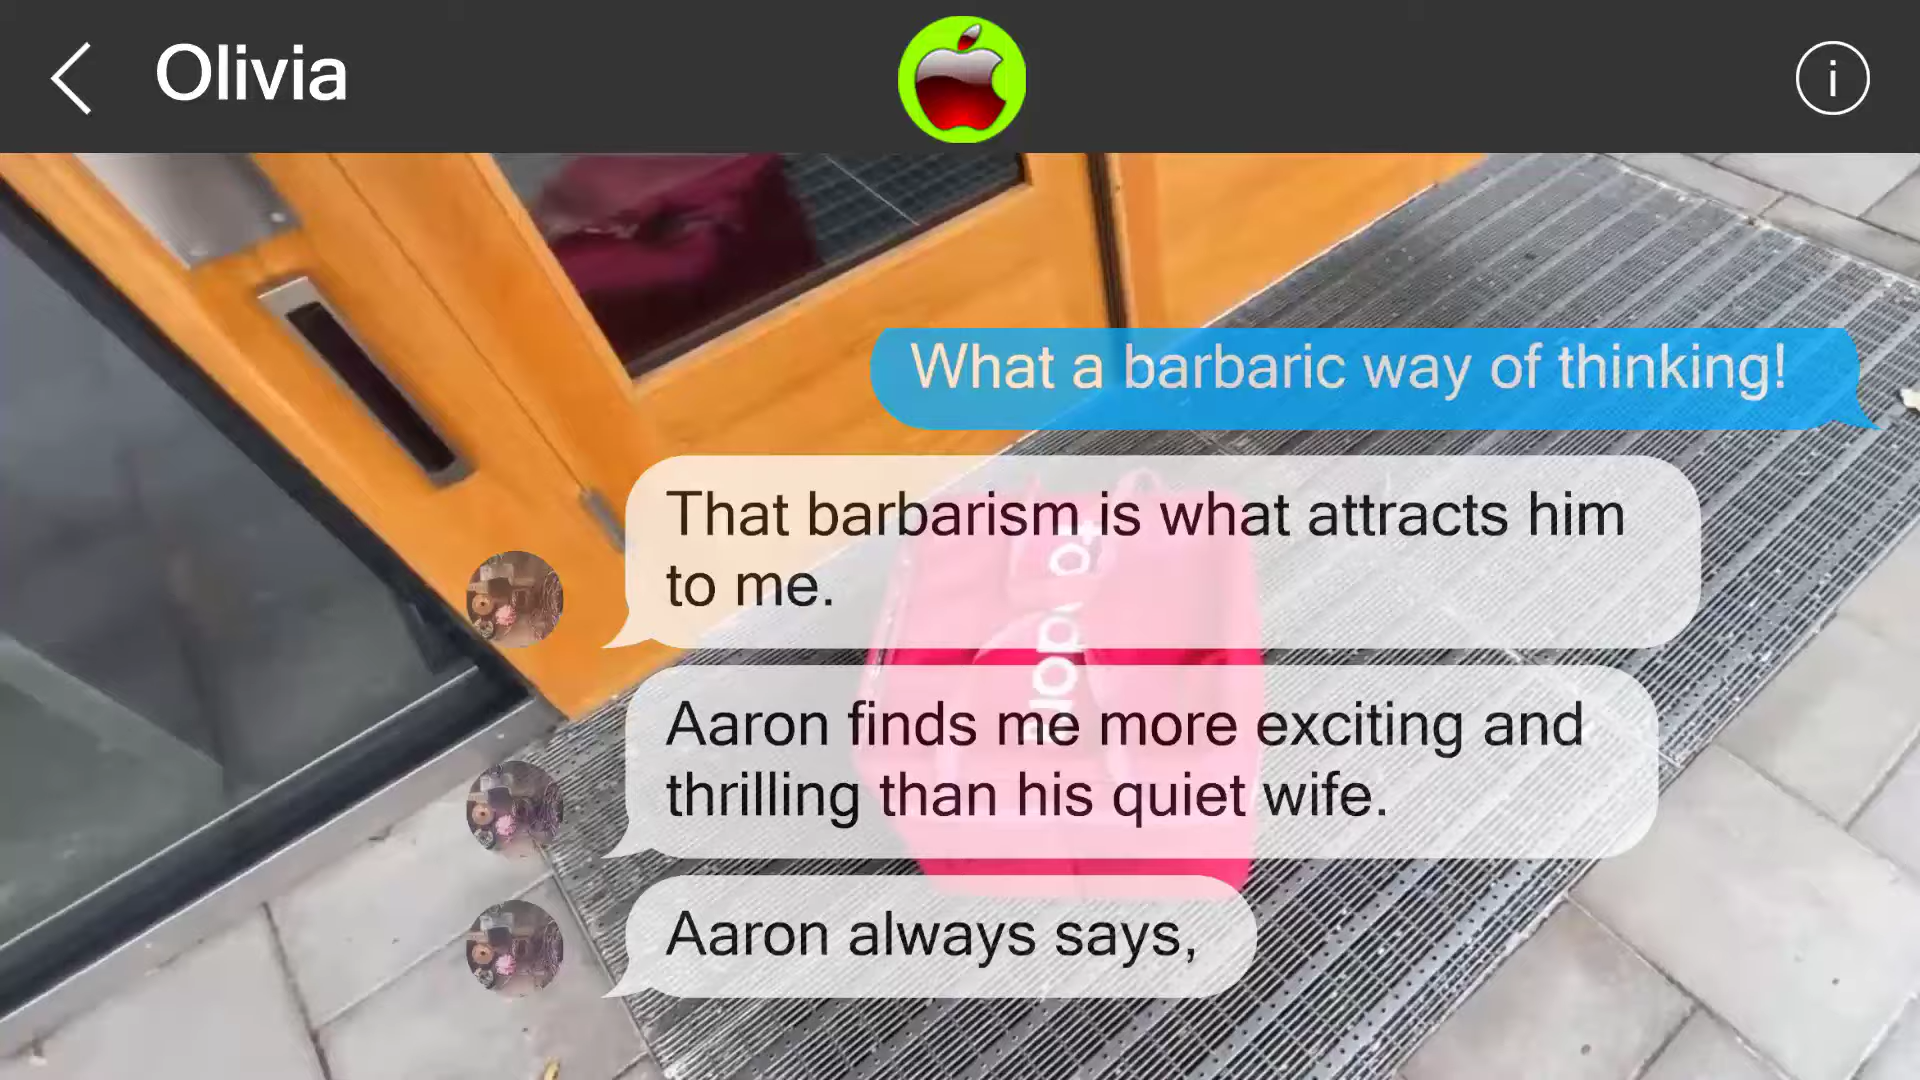 Olivia
What a barbaric way of thinking!
That barbarism is what attracts him
to me.
Aaron finds me more exciting and
thrilling than his quiet wife.
Aaron always says,